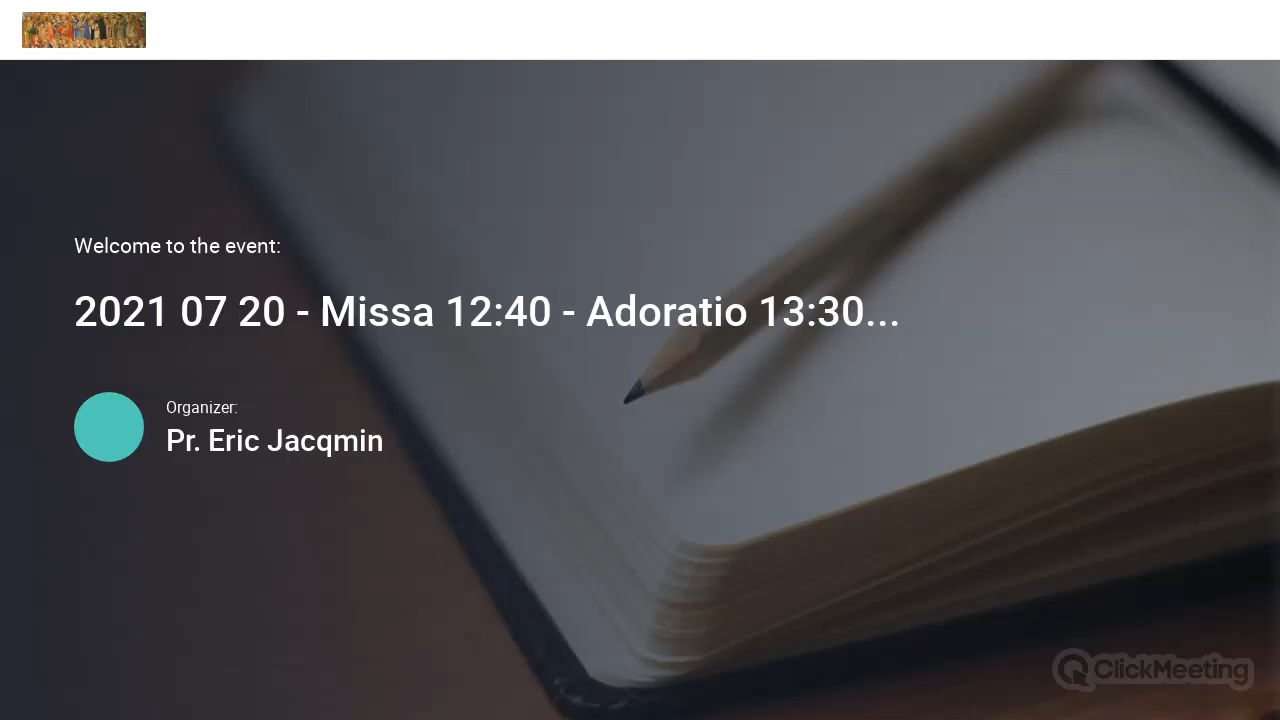 Welcome to the event:
2021 07 20 - Missa 12:40 - Adoratio 13:30...
Organizer:
Pr. Eric Jacqmin
ClickMeeting